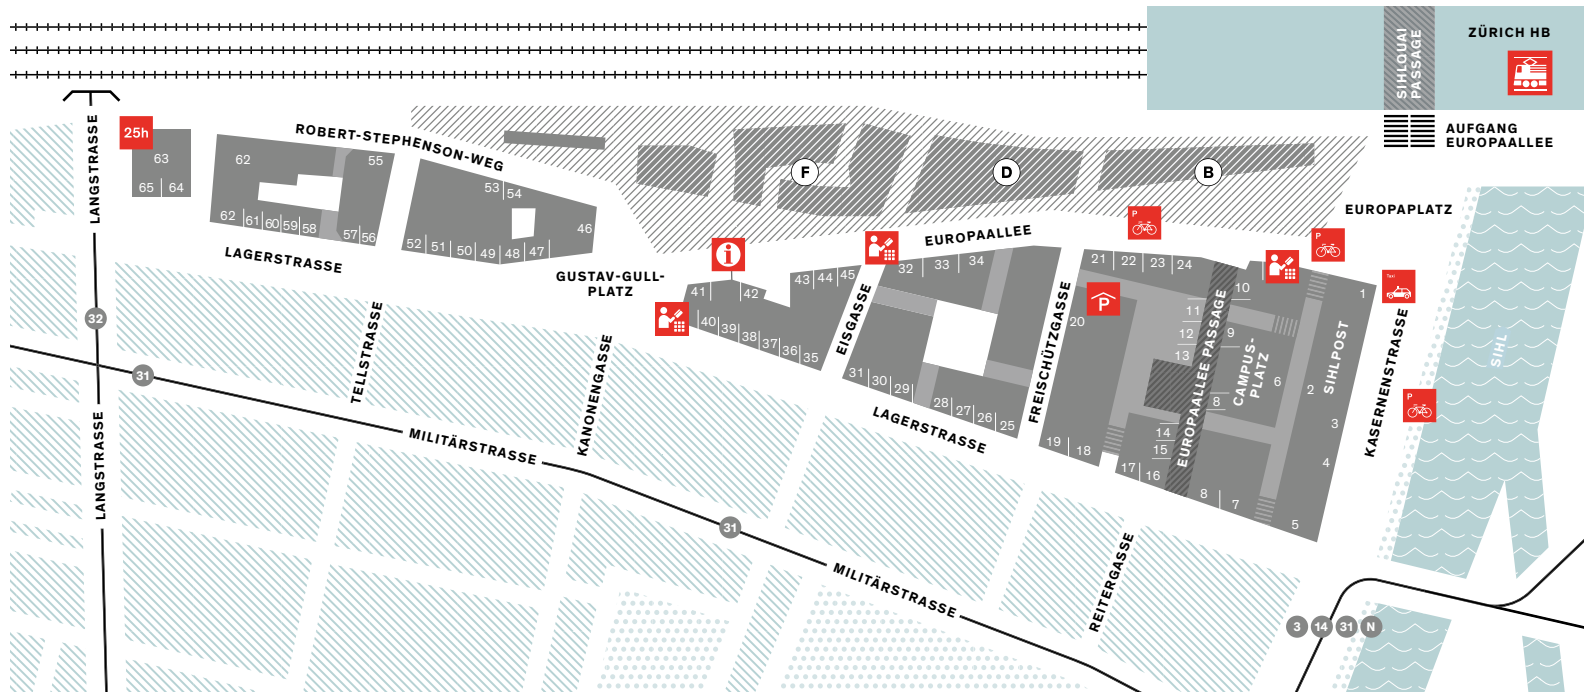 ZÜRICH HB
SIHLQUAI
PASSAGE
AUFGANG
EUROPAALLEE
LANGSTRASSE
25h
63
65
64
ROBERT-STEPHENSON-WEG
62
55
62
61
60
59
58
57
56
53
54
46
52
51
50
49
48
47
F
D
B
LAGERSTRASSE
GUSTAV-GULL-
PLATZ
i
EUROPAALLEE
P
P
EUROPAPLATZ
Taxi
41
42
43
44
45
40
39
38
37
36
35
EISGASSE
32
33
34
31
30
29
28
27
26
25
FREISCHÜTZGASSE
21
22
23
24
P
20
19
18
10
11
12
13
9
8
14
15
17
16
8
7
6
5
1
2
3
4
EUROPAALLEE PASSAGE
CAMPUS-
PLATZ
SIHLPOST
KASERNENSTRASSE
P
SIHL
32
31
TELLSTRASSE
KANONENGASSE
LAGERSTRASSE
LANGSTRASSE
MILITÄRSTRASSE
31
MILITÄRSTRASSE
REITERGASSE
3
14
31
N